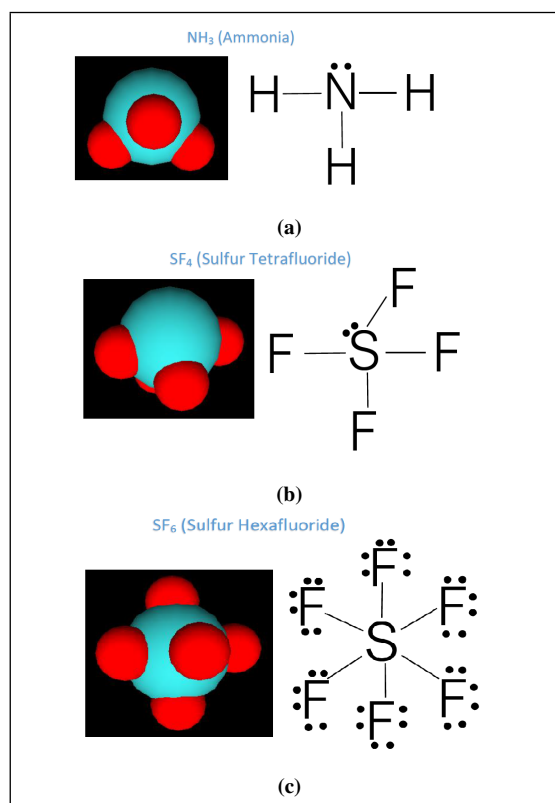 NH₃ (Ammonia)
H N H
H
(a)
SF₄ (Sulfur Tetrafluoride)
F
F S F
F
(b)
SF₆ (Sulfur Hexafluoride)
F
F F
S
F F
F
(c)